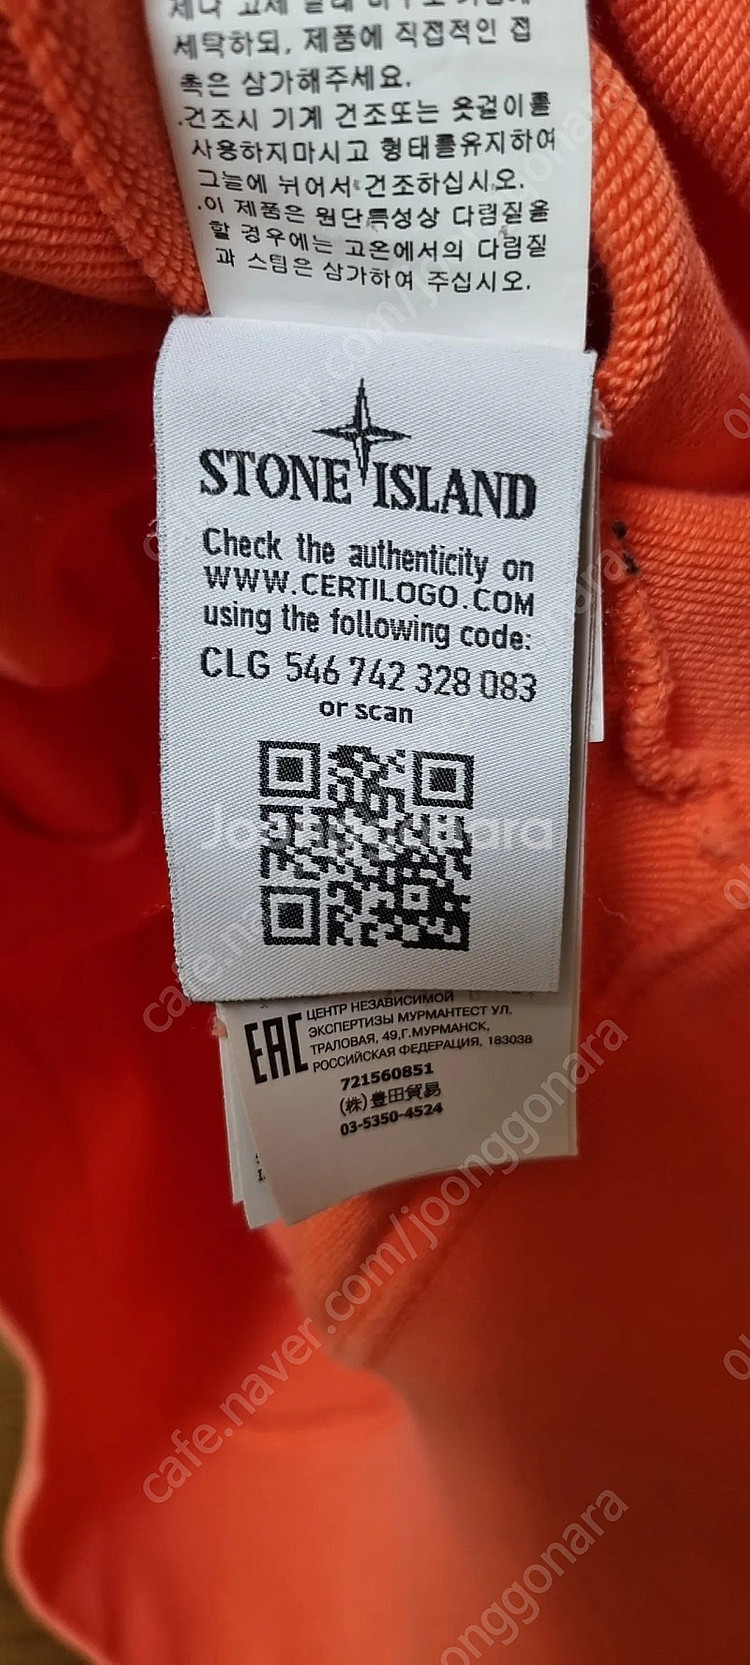 세탁하되, 제품에 직접적인 접
촉은 삼가해주세요.
.건조시 기계 건조또는 옷걸이를
사용하지마시고 형태를유지하여
그늘에 뉘어서 건조하십시오.
.이 제품은 원단특성상 다림질을
할 경우에는 고온에서의 다림질
과 스팀은 삼가하여 주십시오.
STONE ISLAND
Check the authenticity on
WWW.CERTILOGO.COM
using the following code:
CLG 546 742 328 083
or scan
Joonggonara
EAC
ЦЕНТР НЕЗАВИСИМОЙ
ЭКСПЕРТИЗЫ МУРМАНТЕСТ УЛ.
ТРАЛОВАЯ, 49,Г.МУРМАНСК,
РОССИЙСКАЯ ФЕДЕРАЦИЯ, 183038
721560851
(株)豊田貿易
03-5350-4524
cafe.naver.com/joonggonara